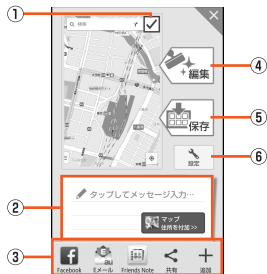 ①
検索
④
編集
⑤
保存
⑥
設定
②
タップしてメッセージ入力…
マップ
住所を付加>>
③
Facebook
au
Eメール
Friends Note
共有
追加